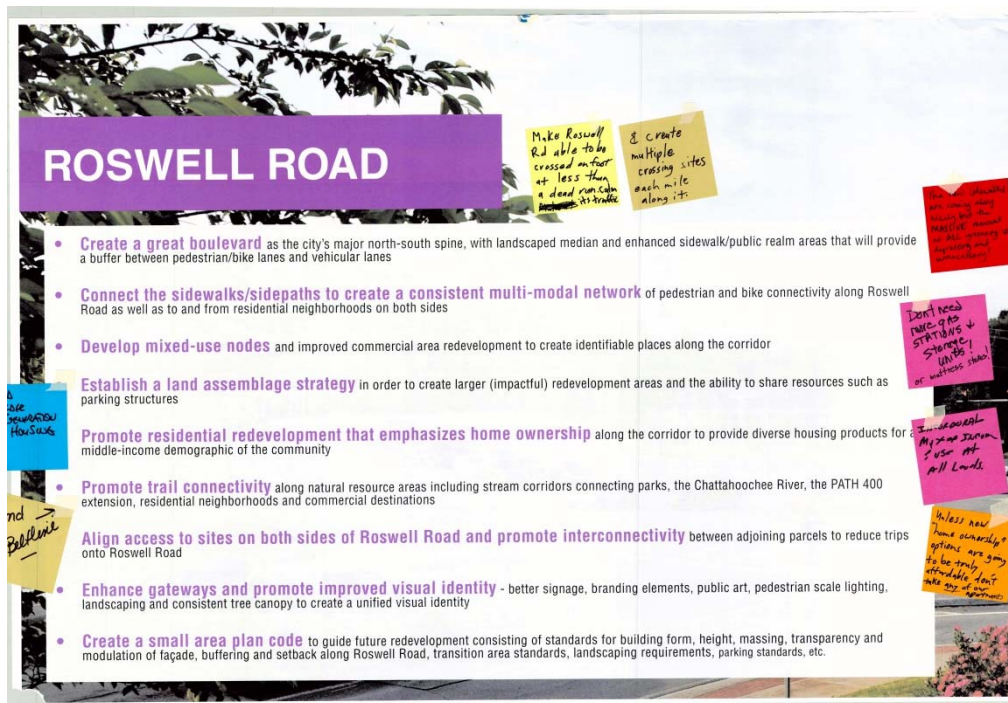 ROSWELL ROAD
Make Roswell
Rd able to be
crossed on foot
at less than
a dead run. Calm
its traffic
& create
multiple
crossing sites
each mile
along it.
• Create a great boulevard as the city's major north-south spine, with landscaped median and enhanced sidewalk/public realm areas that will provide
a buffer between pedestrian/bike lanes and vehicular lanes
• Connect the sidewalks/sidepaths to create a consistent multi-modal network of pedestrian and bike connectivity along Roswell
Road as well as to and from residential neighborhoods on both sides
• Develop mixed-use nodes and improved commercial area redevelopment to create identifiable places along the corridor
Establish a land assemblage strategy in order to create larger (impactful) redevelopment areas and the ability to share resources such as
parking structures
Promote residential redevelopment that emphasizes home ownership along the corridor to provide diverse housing products for a
middle-income demographic of the community
• Promote trail connectivity along natural resource areas including stream corridors connecting parks, the Chattahoochee River, the PATH 400
extension, residential neighborhoods and commercial destinations
Align access to sites on both sides of Roswell Road and promote interconnectivity between adjoining parcels to reduce trips
onto Roswell Road
• Enhance gateways and promote improved visual identity - better signage, branding elements, public art, pedestrian scale lighting,
landscaping and consistent tree canopy to create a unified visual identity
• Create a small area plan code to guide future redevelopment consisting of standards for building form, height, massing, transparency and
modulation of façade, buffering and setback along Roswell Road, transition area standards, landscaping requirements, parking standards, etc.
sidewalks
are coming along
nicely, but the
MASSIVE amount
of ALL
Don't need
more gas
STATIONS &
Storage
units,
or mattress stores!
Mix of Income
& use At
All Levels.
Unless new
"home ownership"
options are going
to be truly
affordable don't
take any of our
apartments
HOUSING
Beltline